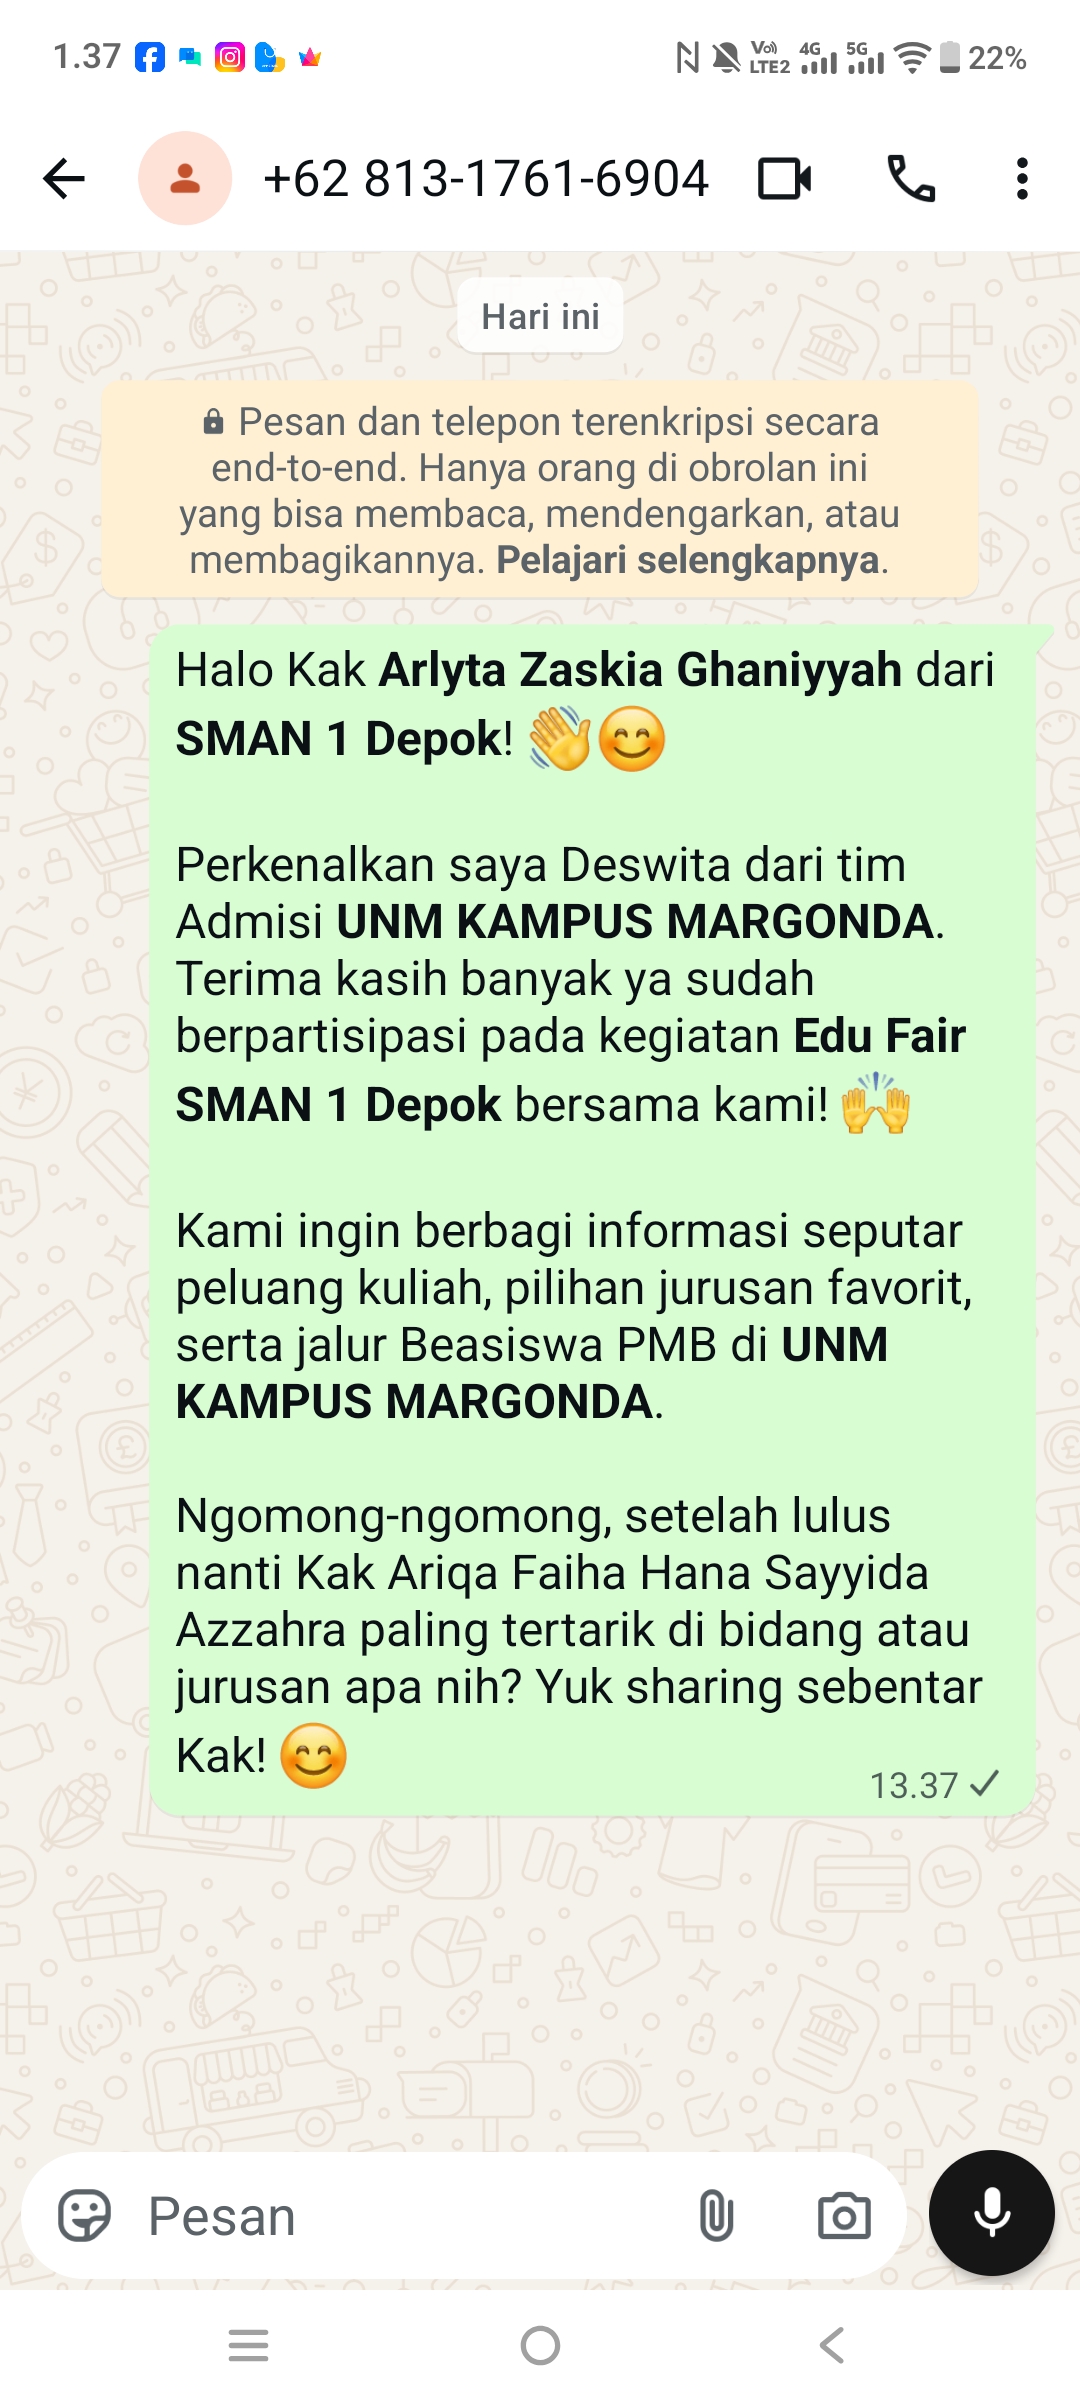 1.37
Vo)) LTE2 4G 5G 22%
+62 813-1761-6904
Hari ini
Pesan dan telepon terenkripsi secara
end-to-end. Hanya orang di obrolan ini
yang bisa membaca, mendengarkan, atau
membagikannya. Pelajari selengkapnya.
Halo Kak Arlyta Zaskia Ghaniyyah dari
SMAN 1 Depok! 👋😊
Perkenalkan saya Deswita dari tim
Admisi UNM KAMPUS MARGONDA.
Terima kasih banyak ya sudah
berpartisipasi pada kegiatan Edu Fair
SMAN 1 Depok bersama kami! 🙌
Kami ingin berbagi informasi seputar
peluang kuliah, pilihan jurusan favorit,
serta jalur Beasiswa PMB di UNM
KAMPUS MARGONDA.
Ngomong-ngomong, setelah lulus
nanti Kak Ariqa Faiha Hana Sayyida
Azzahra paling tertarik di bidang atau
jurusan apa nih? Yuk sharing sebentar
Kak! 😊
13.37
Pesan